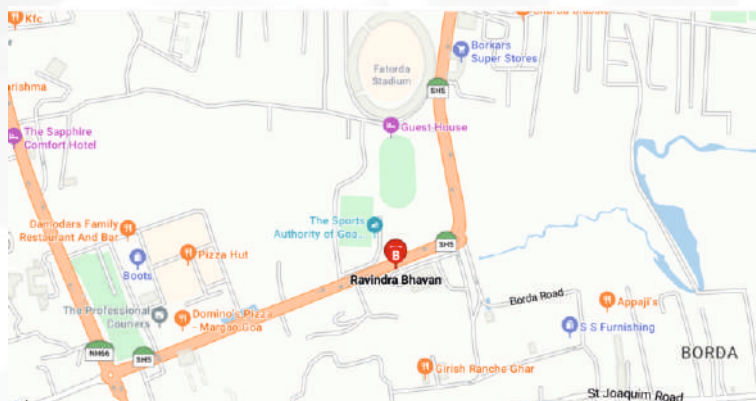 Kfc
Fatorda
Stadium
Borkars
Super Stores
SH5
arishma
The Sapphire
Comfort Hotel
Guest House
Damodars Family
Restaurant And Bar
The Sports
Authority of Goa..
SH5
Pizza Hut
Boots
B
Ravindra Bhavan
The Professional
Couriers
Domino's Pizza
- Margao Goa
Borda Road
Appaji's
S S Furnishing
NH66
SH5
BORDA
Girish Ranche Ghar
St Joaquim Road